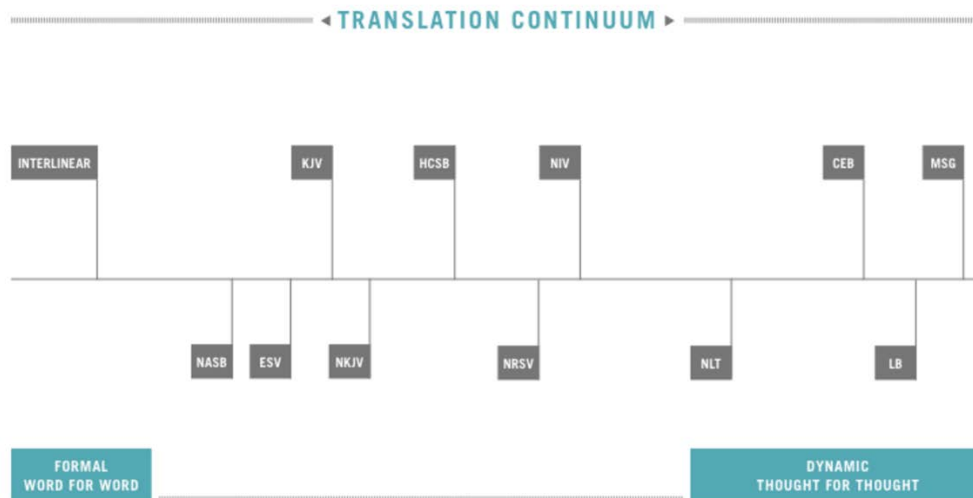 TRANSLATION CONTINUUM
INTERLINEAR
KJV
HCSB
NIV
CEB
MSG
NASB
ESV
NKJV
NRSV
NLT
LB
FORMAL
WORD FOR WORD
DYNAMIC
THOUGHT FOR THOUGHT